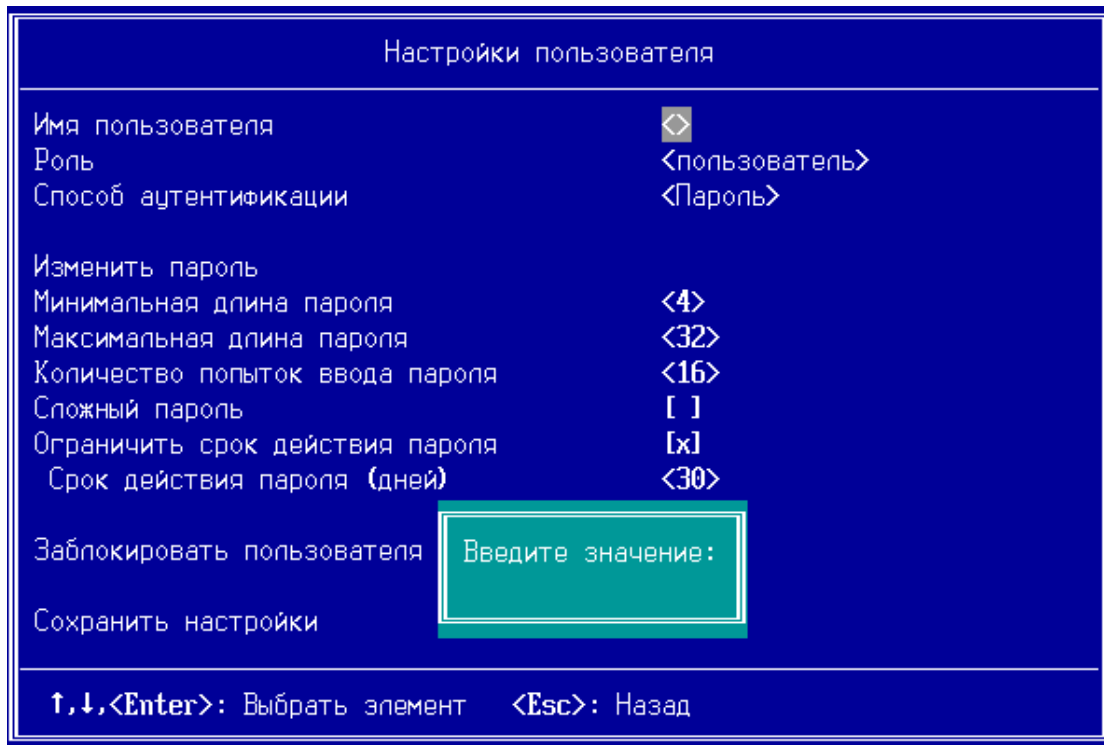 Настройки пользователя
Имя пользователя <>
Роль <пользователь>
Способ аутентификации <Пароль>
Изменить пароль
Минимальная длина пароля <4>
Максимальная длина пароля <32>
Количество попыток ввода пароля <16>
Сложный пароль [ ]
Ограничить срок действия пароля [x]
Срок действия пароля (дней) <30>
Заблокировать пользователя
Введите значение:
Сохранить настройки
↑,↓,<Enter>: Выбрать элемент <Esc>: Назад